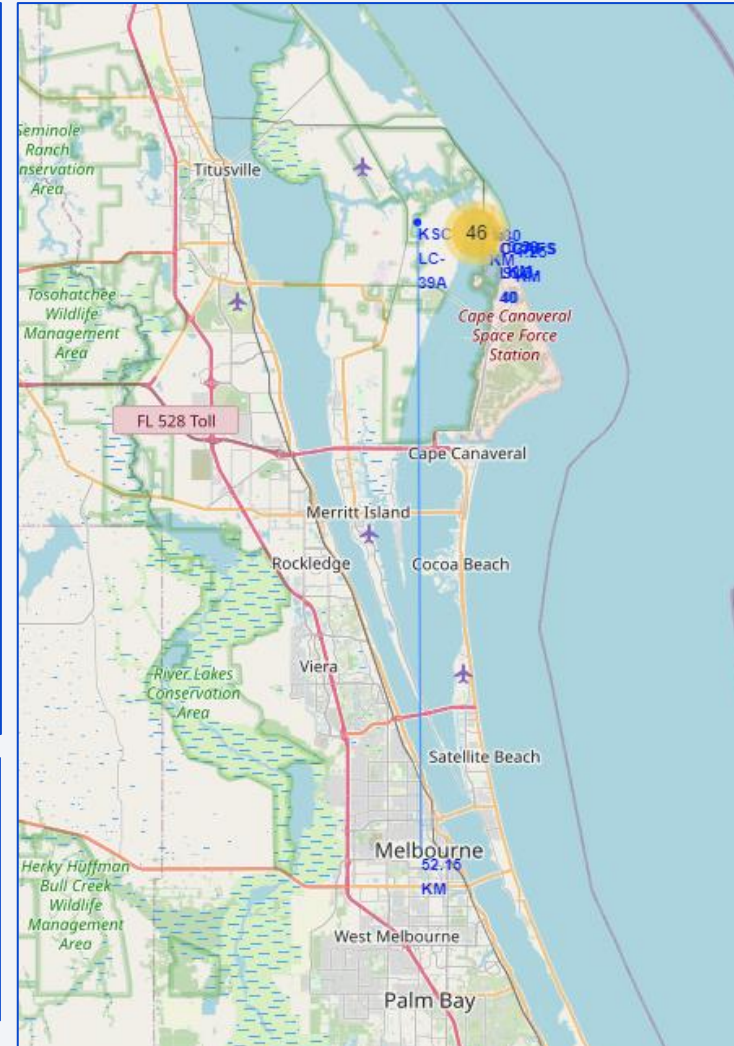 Seminole
Ranch
Conservation
Area
Titusville
KSC
LC-
39A
46
KM
40
Tosohatchee
Wildlife
Management
Area
Cape Canaveral
Space Force
Station
FL 528 Toll
Cape Canaveral
Merritt Island
Rockledge
Cocoa Beach
Viera
River Lakes
Conservation
Area
Satellite Beach
Melbourne
52.15
KM
Herky Huffman
Bull Creek
Wildlife
Management
Area
West Melbourne
Palm Bay